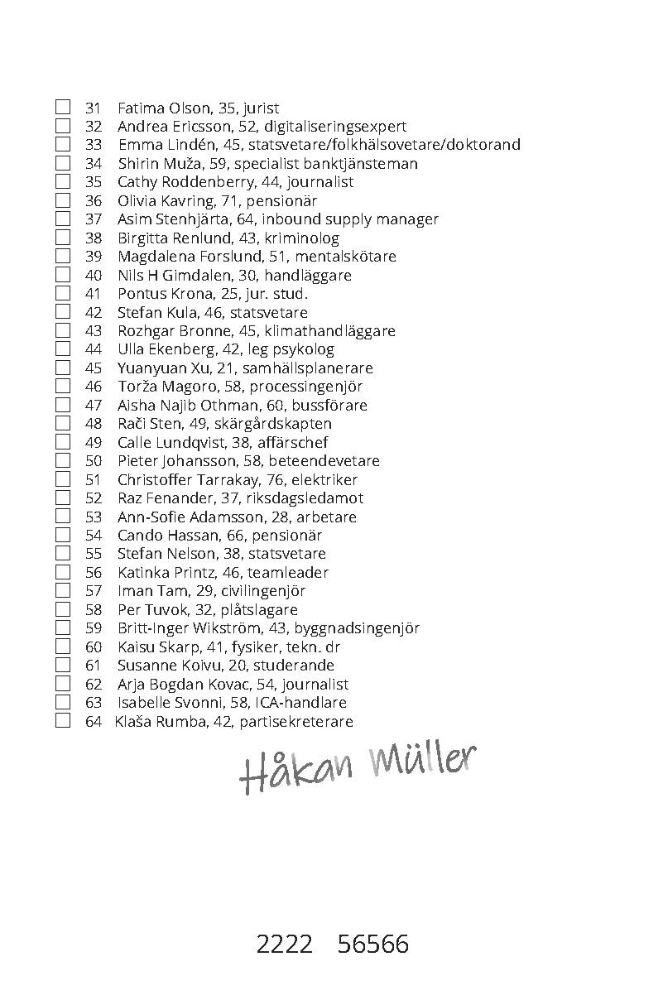 31 Fatima Olson, 35, jurist
32 Andrea Ericsson, 52, digitaliseringsexpert
33 Emma Lindén, 45, statsvetare/folkhälsovetare/doktorand
34 Shirin Muža, 59, specialist banktjänsteman
35 Cathy Roddenberry, 44, journalist
36 Olivia Kavring, 71, pensionär
37 Asim Stenhjärta, 64, inbound supply manager
38 Birgitta Renlund, 43, kriminolog
39 Magdalena Forslund, 51, mentalskötare
40 Nils H Gimdalen, 30, handläggare
41 Pontus Krona, 25, jur. stud.
42 Stefan Kula, 46, statsvetare
43 Rozhgar Bronne, 45, klimathandläggare
44 Ulla Ekenberg, 42, leg psykolog
45 Yuanyuan Xu, 21, samhällsplanerare
46 Torža Magoro, 58, processingenjör
47 Aisha Najib Othman, 60, bussförare
48 Rači Sten, 49, skärgårdskapten
49 Calle Lundqvist, 38, affärschef
50 Pieter Johansson, 58, beteendevetare
51 Christoffer Tarrakay, 76, elektriker
52 Raz Fenander, 37, riksdagsledamot
53 Ann-Sofie Adamsson, 28, arbetare
54 Cando Hassan, 66, pensionär
55 Stefan Nelson, 38, statsvetare
56 Katinka Printz, 46, teamleader
57 Iman Tam, 29, civilingenjör
58 Per Tuvok, 32, plåtslagare
59 Britt-Inger Wikström, 43, byggnadsingenjör
60 Kaisu Skarp, 41, fysiker, tekn. dr
61 Susanne Koivu, 20, studerande
62 Arja Bogdan Kovac, 54, journalist
63 Isabelle Svonni, 58, ICA-handlare
64 Klaša Rumba, 42, partisekreterare
Håkan Müller
2222 56566